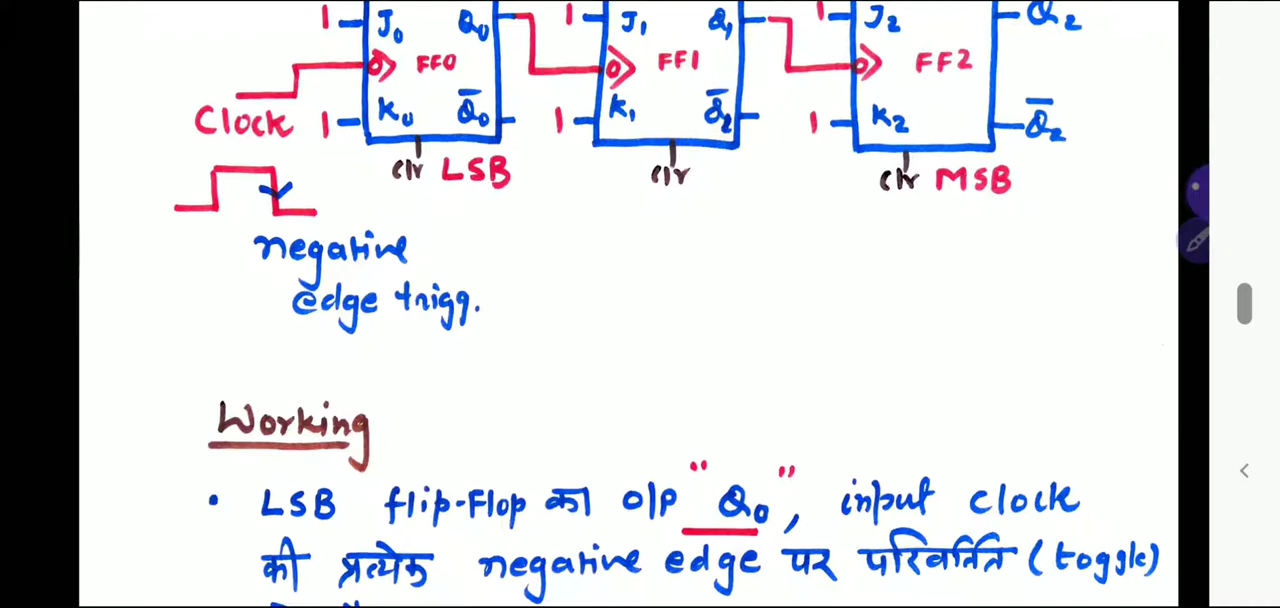 1 J₀ Q₀ 1 J₁ Q₁ 1 J₂ Q₂
FF0 FF1 FF2
Clock 1 K₀ Q̅₀ 1 K₁ Q̅₂ 1 K₂ Q̅₂
Clr LSB Clr Clr MSB
negative
edge trigg.
Working
• LSB flip-Flop का O/P "Q₀", input clock
की प्रत्येक negative edge पर परिवर्तित (toggle)